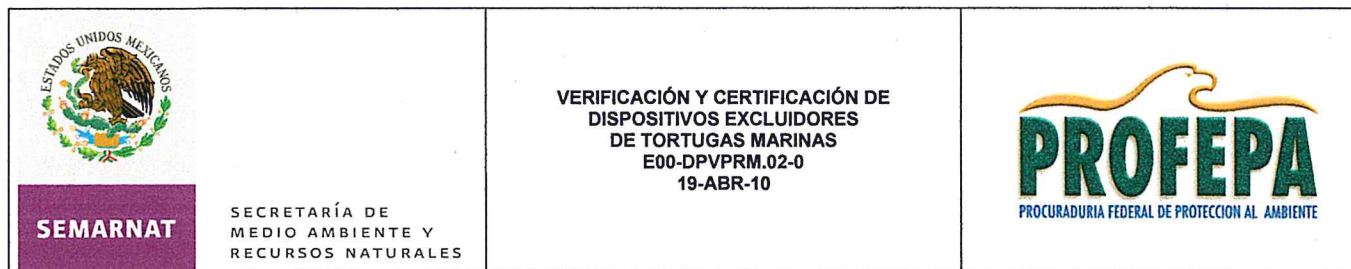 ESTADOS UNIDOS MEXICANOS
SEMARNAT
SECRETARÍA DE
MEDIO AMBIENTE Y
RECURSOS NATURALES
VERIFICACIÓN Y CERTIFICACIÓN DE
DISPOSITIVOS EXCLUIDORES
DE TORTUGAS MARINAS
E00-DPVPRM.02-0
19-ABR-10
PROFEPA
PROCURADURIA FEDERAL DE PROTECCION AL AMBIENTE